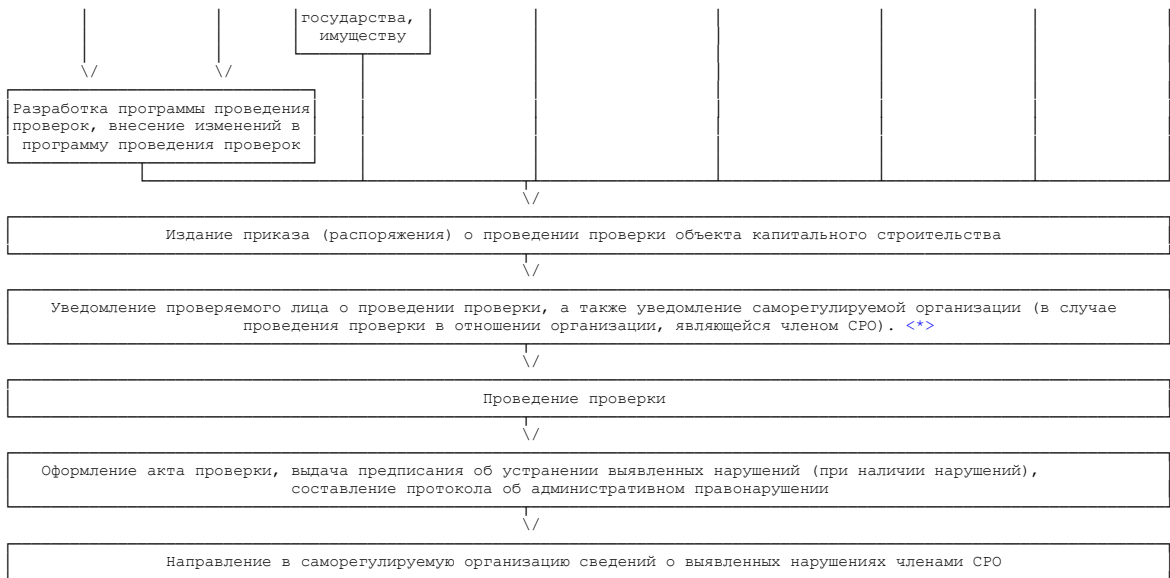 государства,
имуществу
Разработка программы проведения
проверок, внесение изменений в
программу проведения проверок
Издание приказа (распоряжения) о проведении проверки объекта капитального строительства
Уведомление проверяемого лица о проведении проверки, а также уведомление саморегулируемой организации (в случае
проведения проверки в отношении организации, являющейся членом СРО). <*>
Проведение проверки
Оформление акта проверки, выдача предписания об устранении выявленных нарушений (при наличии нарушений),
составление протокола об административном правонарушении
Направление в саморегулируемую организацию сведений о выявленных нарушениях членами СРО